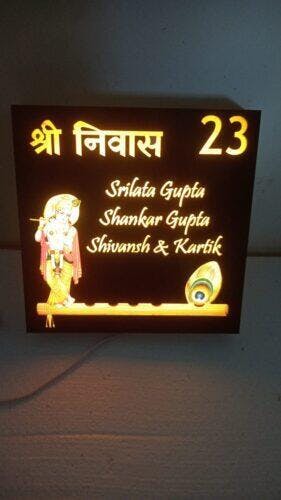 श्री निवास 23
Srilata Gupta
Shankar Gupta
Shivansh & Kartik